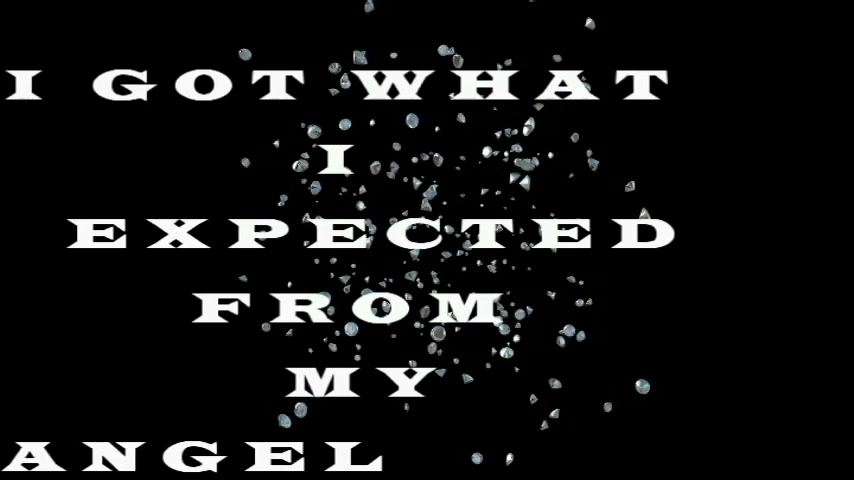 I GOT WHAT
I
EXPECTED
FROM
MY
ANGEL